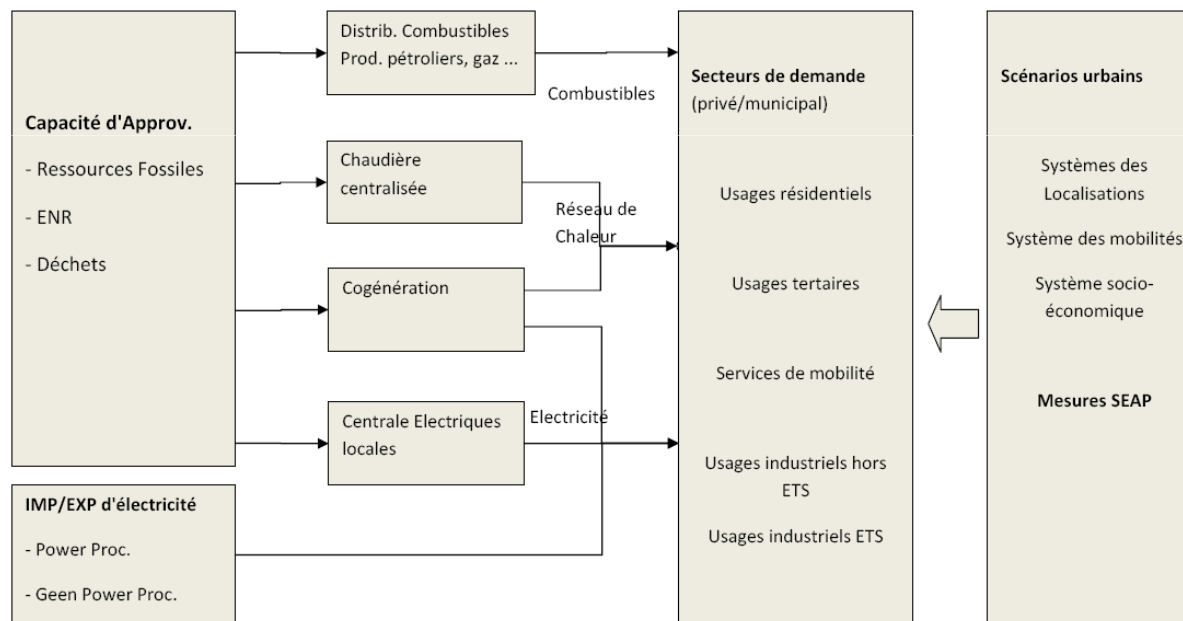 Capacité d'Approv.
- Ressources Fossiles
- ENR
- Déchets
IMP/EXP d'électricité
- Power Proc.
- Geen Power Proc.
Distrib. Combustibles
Prod. pétroliers, gaz ...
Combustibles
Chaudière
centralisée
Réseau de
Chaleur
Cogénération
Centrale Electriques
locales
Electricité
Secteurs de demande
(privé/municipal)
Usages résidentiels
Usages tertaires
Services de mobilité
Usages industriels hors
ETS
Usages industriels ETS
Scénarios urbains
Systèmes des
Localisations
Système des mobilités
Système socio-
économique
Mesures SEAP